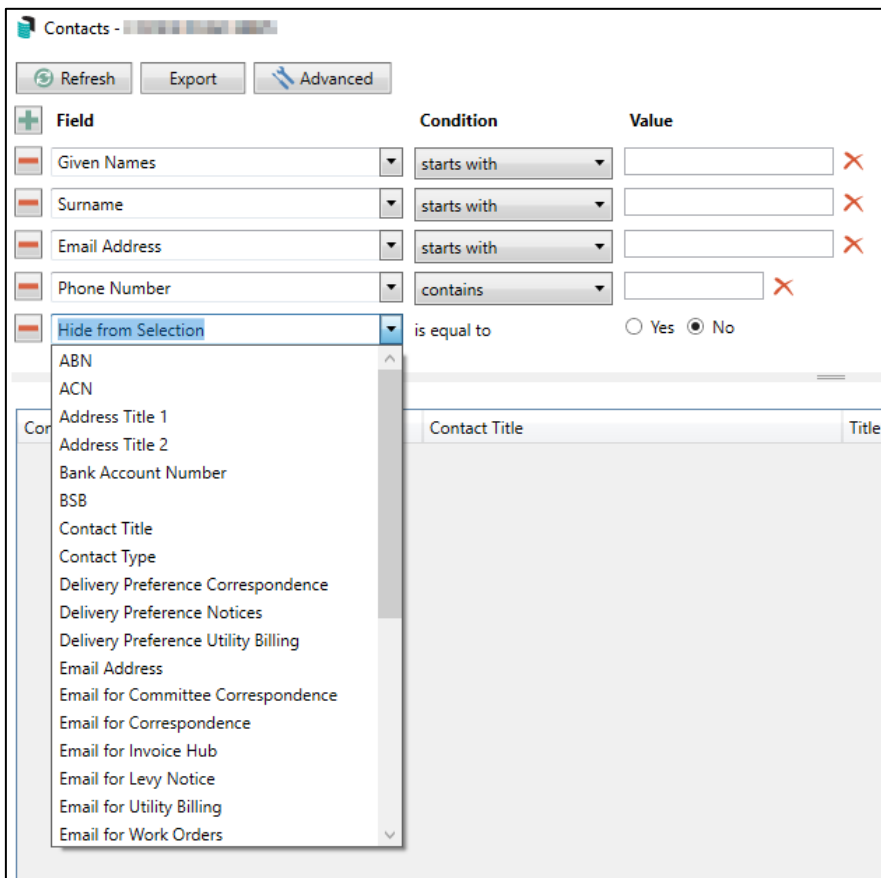 Contacts -
Refresh Export Advanced
Field Condition Value
Given Names starts with
Surname starts with
Email Address starts with
Phone Number contains
Hide from Selection is equal to Yes No
ABN
ACN
Address Title 1
Contact Title Title
Address Title 2
Bank Account Number
BSB
Contact Title
Contact Type
Delivery Preference Correspondence
Delivery Preference Notices
Delivery Preference Utility Billing
Email Address
Email for Committee Correspondence
Email for Correspondence
Email for Invoice Hub
Email for Levy Notice
Email for Utility Billing
Email for Work Orders